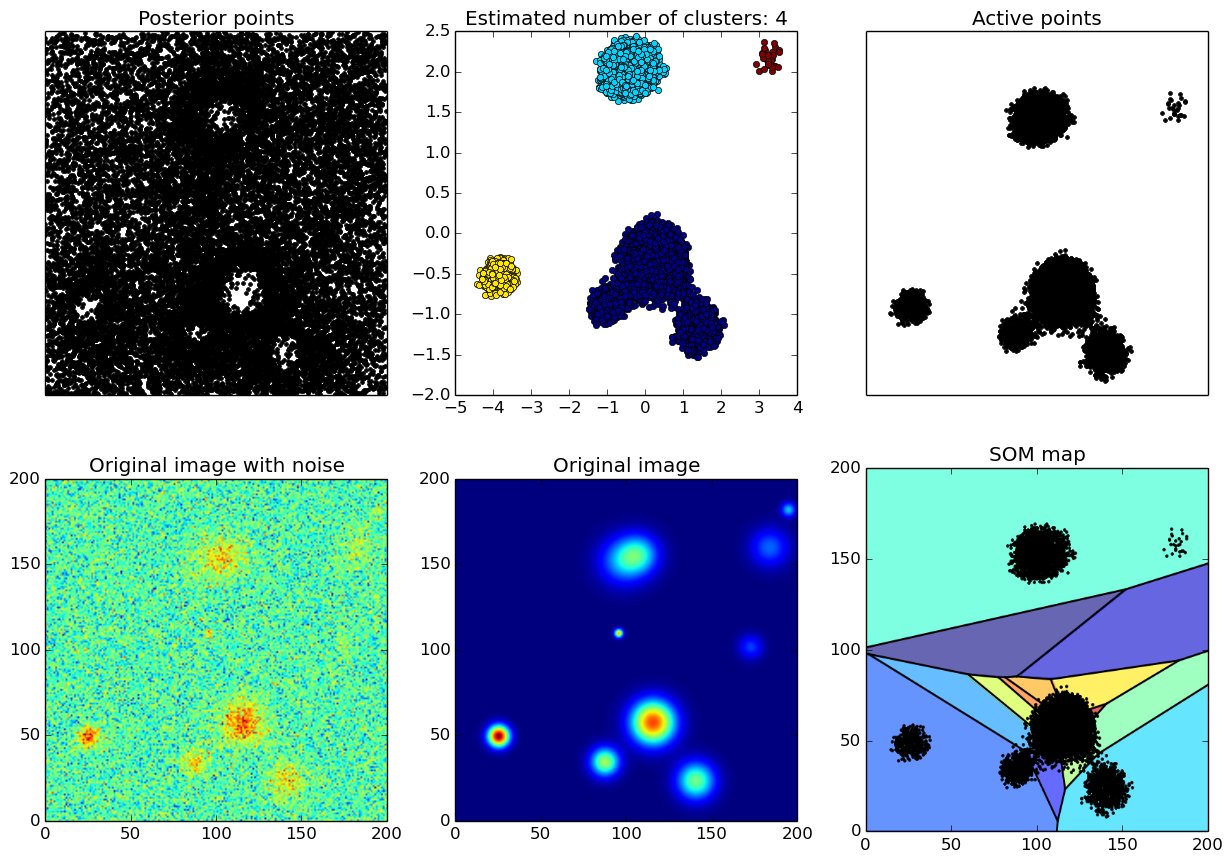 Posterior points
Estimated number of clusters: 4
Active points
2.5
2.0
1.5
1.0
0.5
0.0
−0.5
−1.0
−1.5
−2.0
−5 −4 −3 −2 −1 0 1 2 3 4
Original image with noise
200
150
100
50
0
0 50 100 150 200
Original image
200
150
100
50
0
0 50 100 150 200
SOM map
200
150
100
50
0
0 50 100 150 200